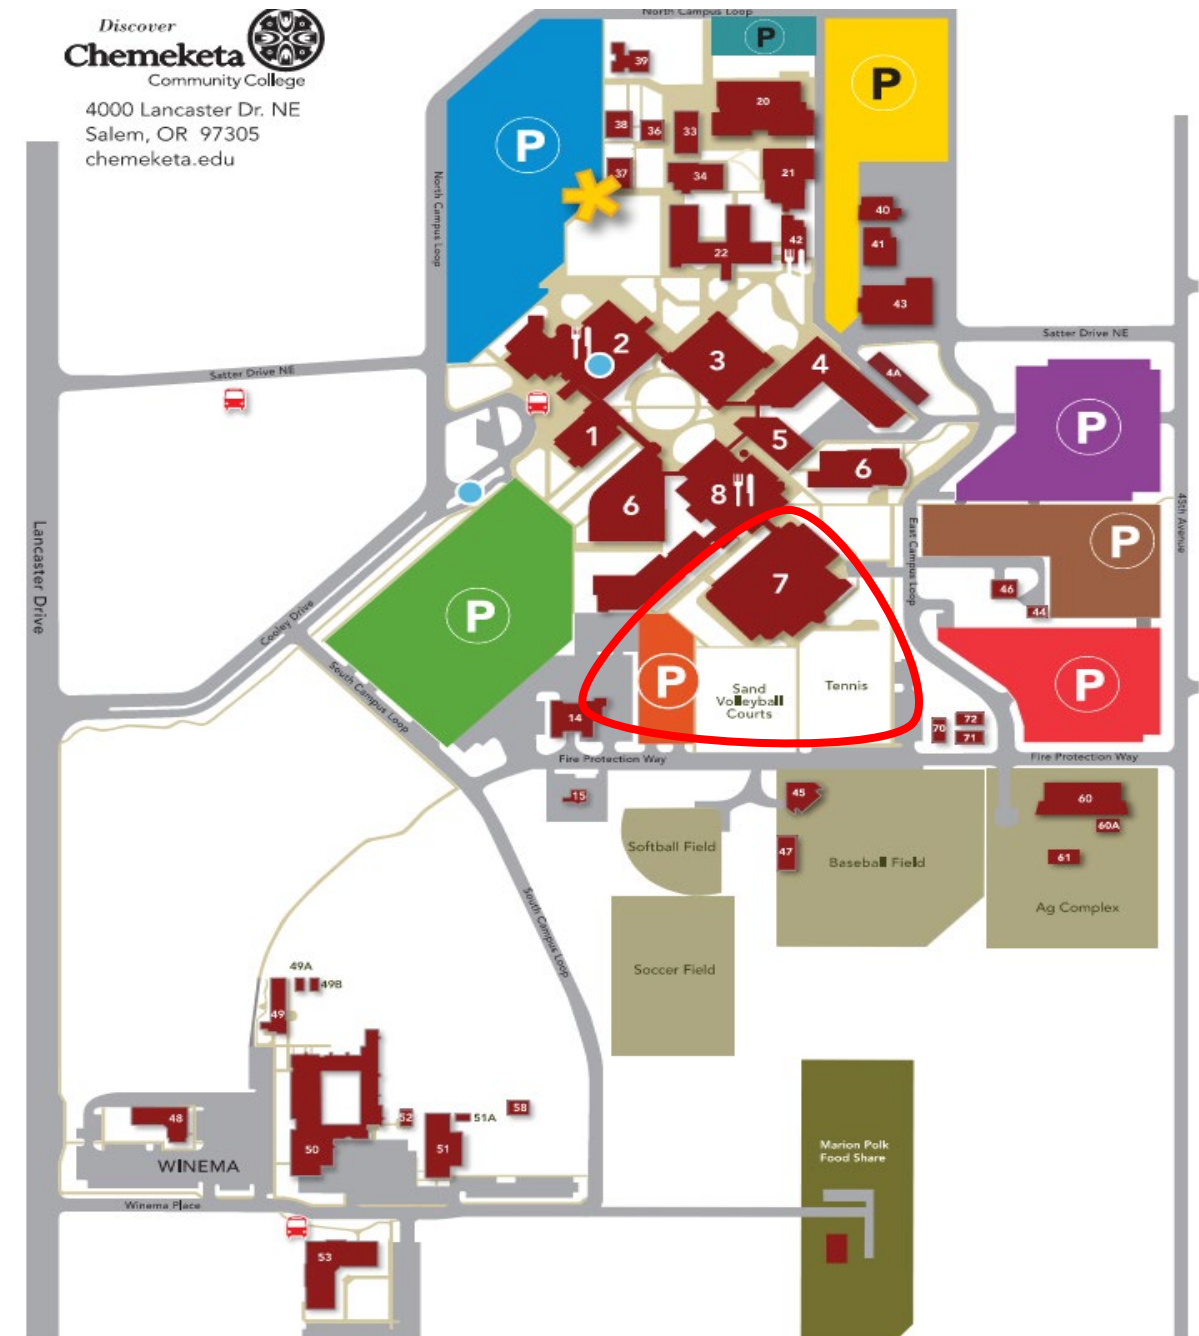 Discover
Chemeketa
Community College
4000 Lancaster Dr. NE
Salem, OR 97305
chemeketa.edu
North Campus Loop
P
P
P
39
20
38
36
33
37
34
21
40
41
42
22
43
North Campus Loop
Satter Drive NE
Satter Drive NE
2
3
4
4A
1
5
6
P
8
6
P
45th Avenue
Lancaster Drive
East Campus Loop
7
46
44
P
Cooley Drive
South Campus Loop
P
Sand
Volleyball
Courts
Tennis
P
14
70
72
71
Fire Protection Way
Fire Protection Way
15
45
60
60A
Softball Field
47
Baseball Field
61
Ag Complex
South Campus Loop
Soccer Field
49A
49B
49
48
52
51A
58
50
51
WINEMA
Marion Polk
Food Share
Winema Place
53